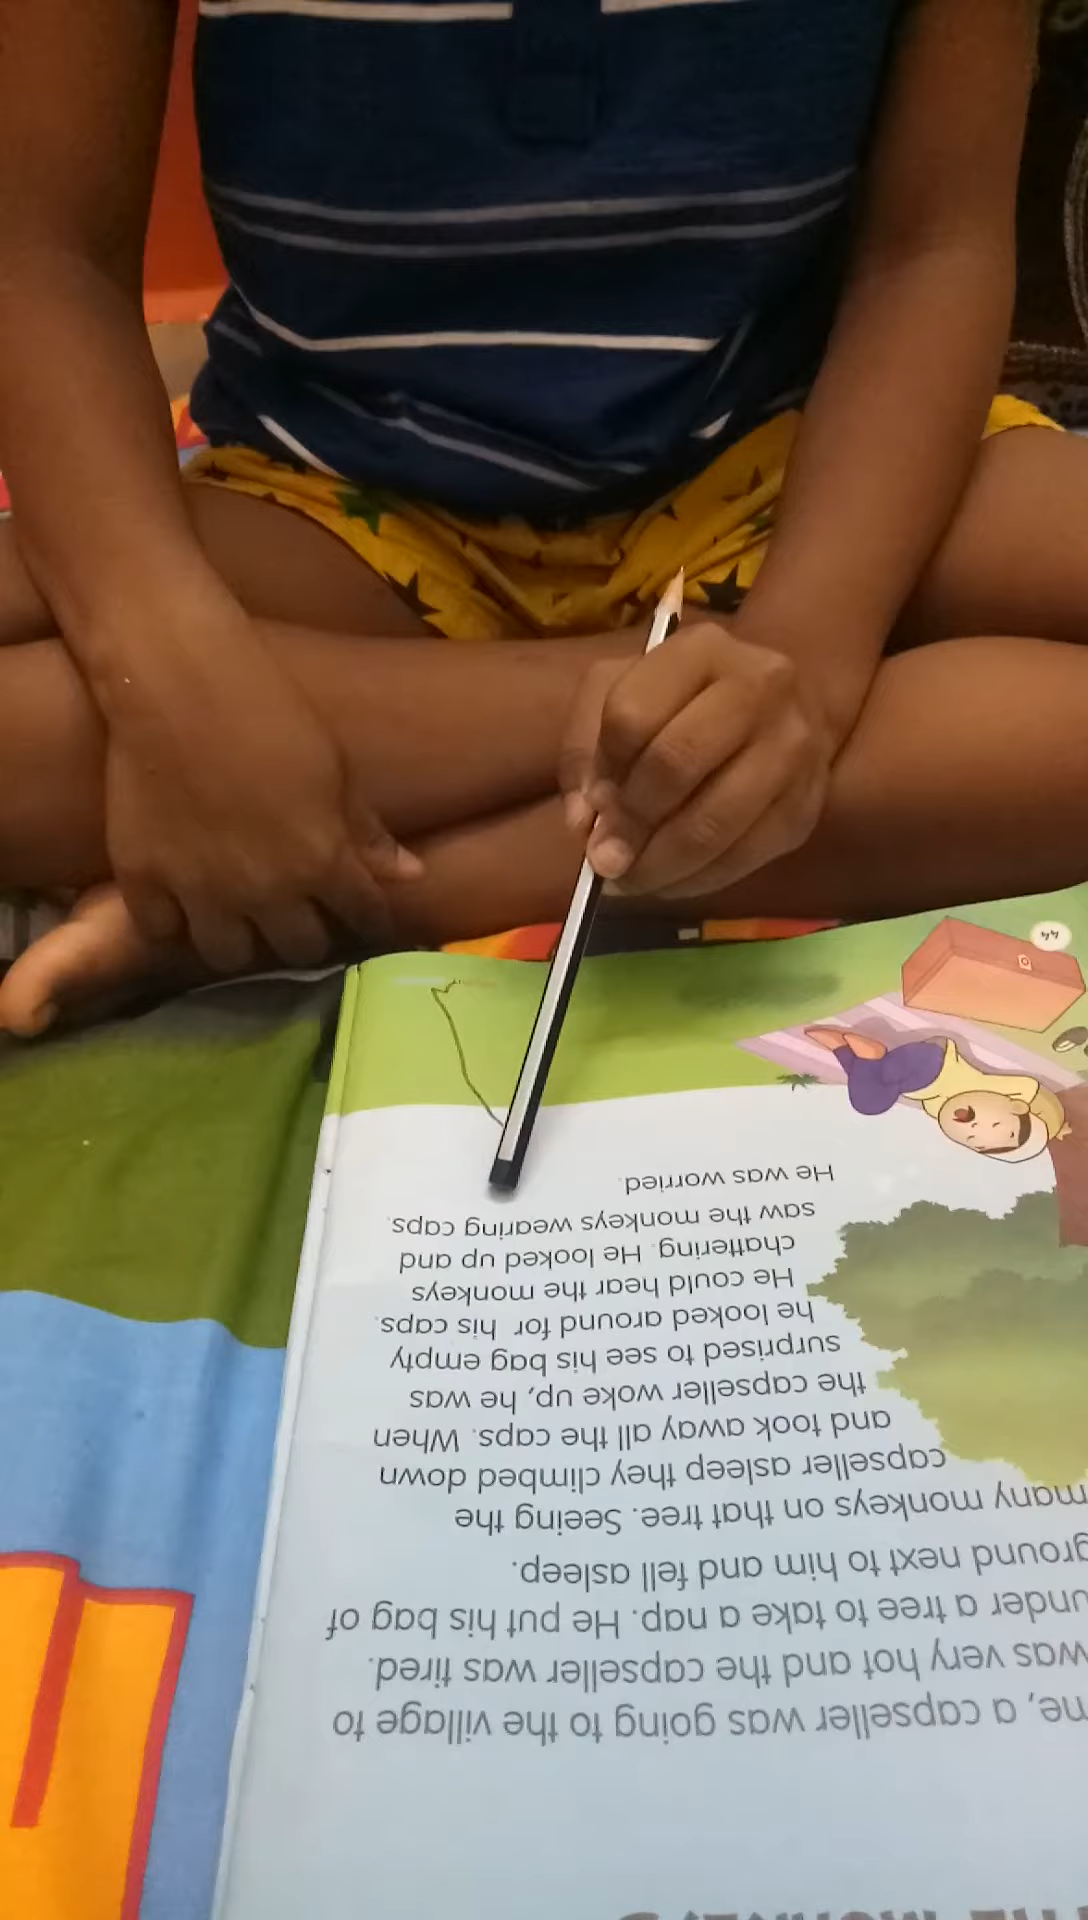 THE MONKEYS
me, a capseller was going to the village to
was very hot and the capseller was tired.
under a tree to take a nap. He put his bag of
ground next to him and fell asleep.
many monkeys on that tree. Seeing the
capseller asleep they climbed down
and took away all the caps. When
the capseller woke up, he was
surprised to see his bag empty
he looked around for his caps.
He could hear the monkeys
chattering. He looked up and
saw the monkeys wearing caps.
He was worried.
44